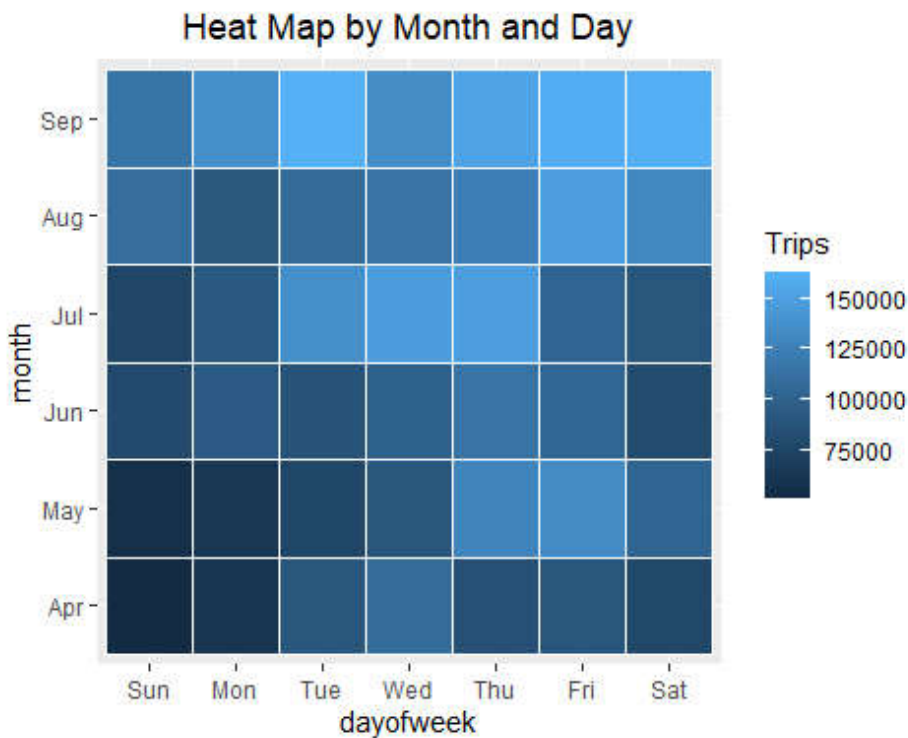 Heat Map by Month and Day
month
Sep
Aug
Jul
Jun
May
Apr
Sun Mon Tue Wed Thu Fri Sat
dayofweek
Trips
150000
125000
100000
75000